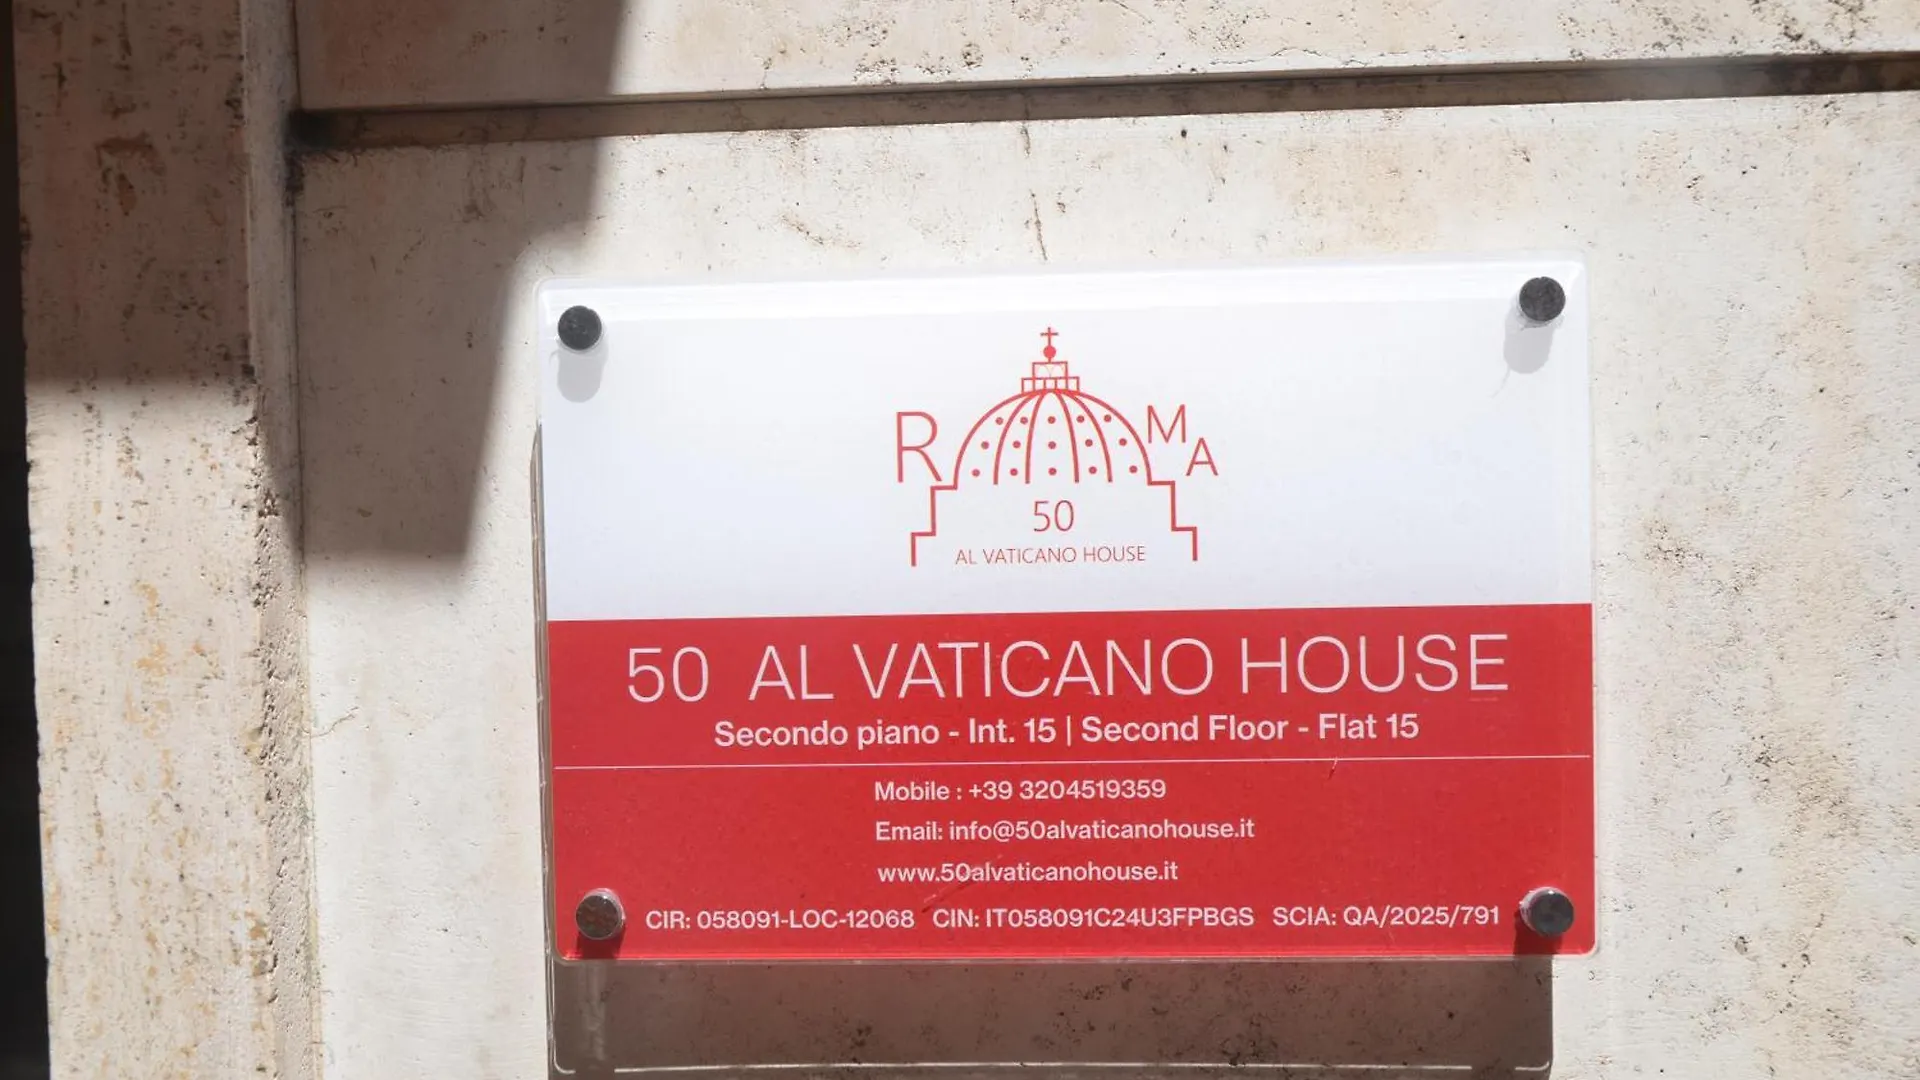 R MA
50
AL VATICANO HOUSE
50 AL VATICANO HOUSE
Secondo piano - Int. 15 | Second Floor - Flat 15
Mobile : +39 3204519359
Email: info@50alvaticanohouse.it
www.50alvaticanohouse.it
CIR: 058091-LOC-12068 CIN: IT058091C24U3FPBGS SCIA: QA/2025/791